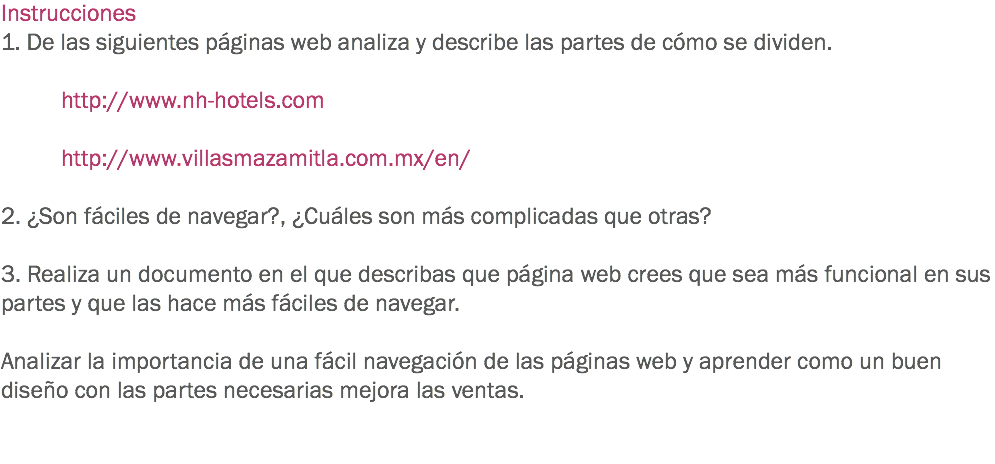 Instrucciones
1. De las siguientes páginas web analiza y describe las partes de cómo se dividen.
http://www.nh-hotels.com
http://www.villasmazamitla.com.mx/en/
2. ¿Son fáciles de navegar?, ¿Cuáles son más complicadas que otras?
3. Realiza un documento en el que describas que página web crees que sea más funcional en sus
partes y que las hace más fáciles de navegar.
Analizar la importancia de una fácil navegación de las páginas web y aprender como un buen
diseño con las partes necesarias mejora las ventas.